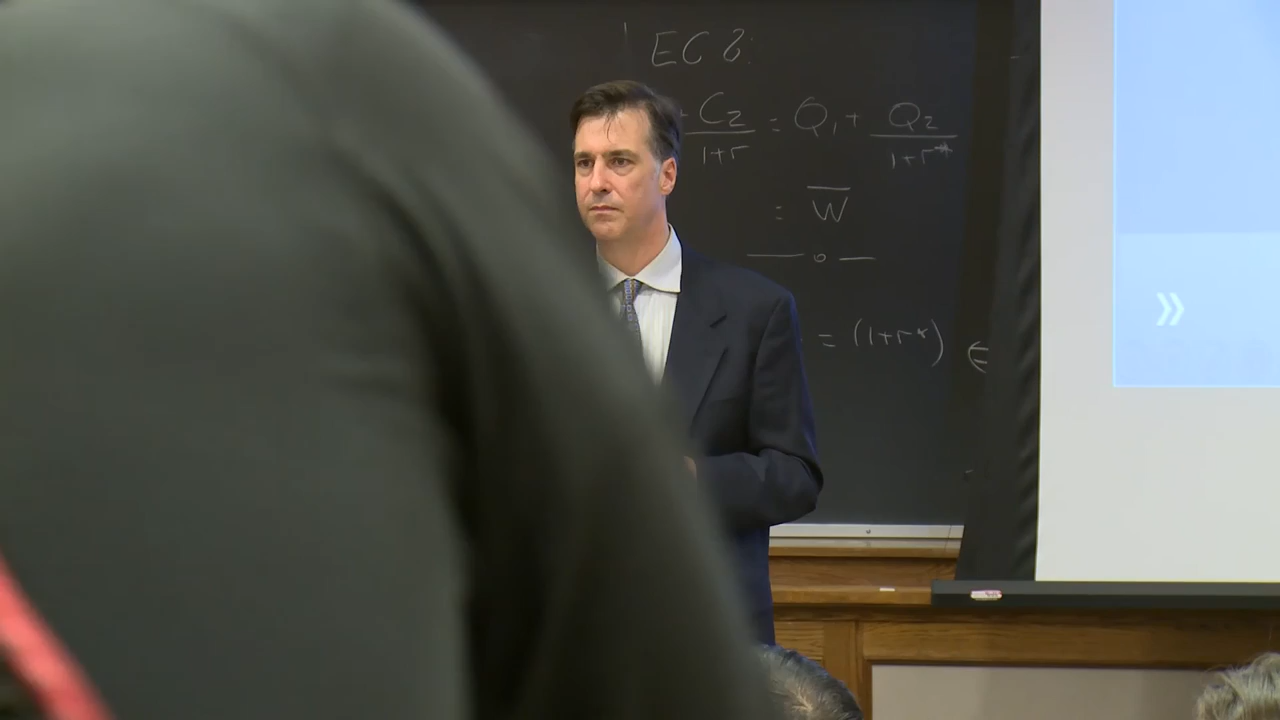 EC 8:
C₂/1+r = Q₁ + Q₂/1+r*
= W̅
—— o ——
= (1+r*) ∈
»